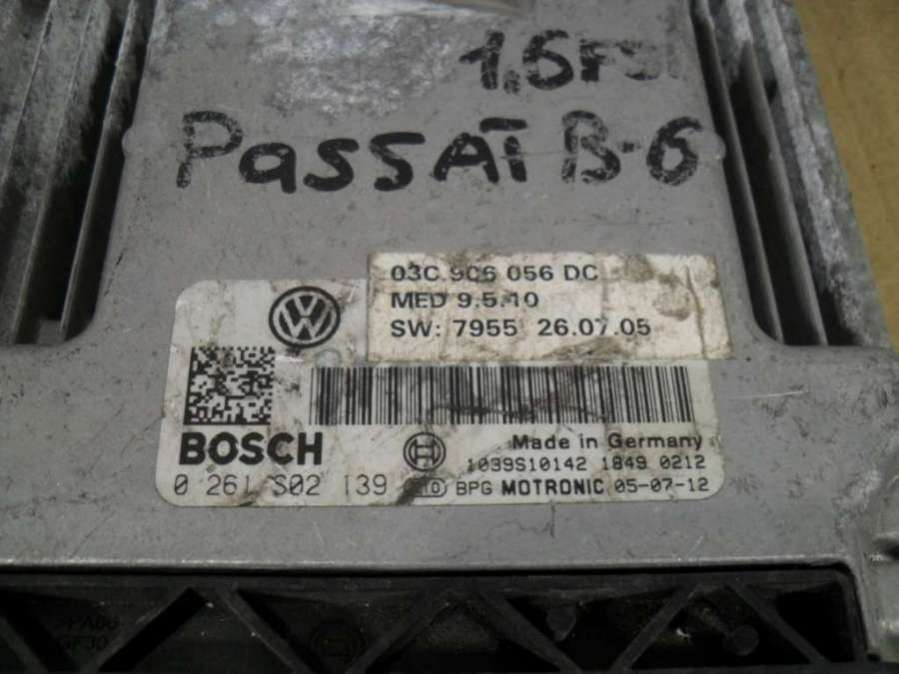 1.6FSI
PASSAT B-6
03C 906 056 DC
MED 9.5.10
SW: 7955 26.07.05
BOSCH
Made in Germany
1039S10142 1849 0212
0 261 S02 139
BPG MOTRONIC 05-07-12